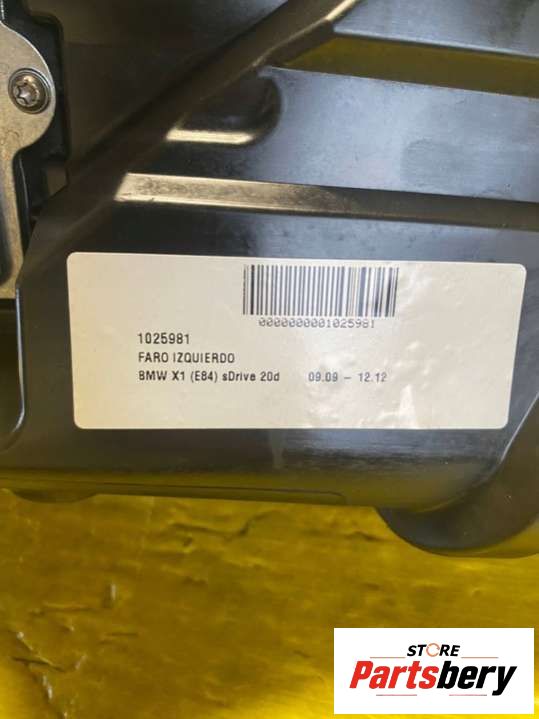 0000000001025981
1025981
FARO IZQUIERDO
BMW X1 (E84) sDrive 20d 09.09 - 12.12
STORE
Partsbery